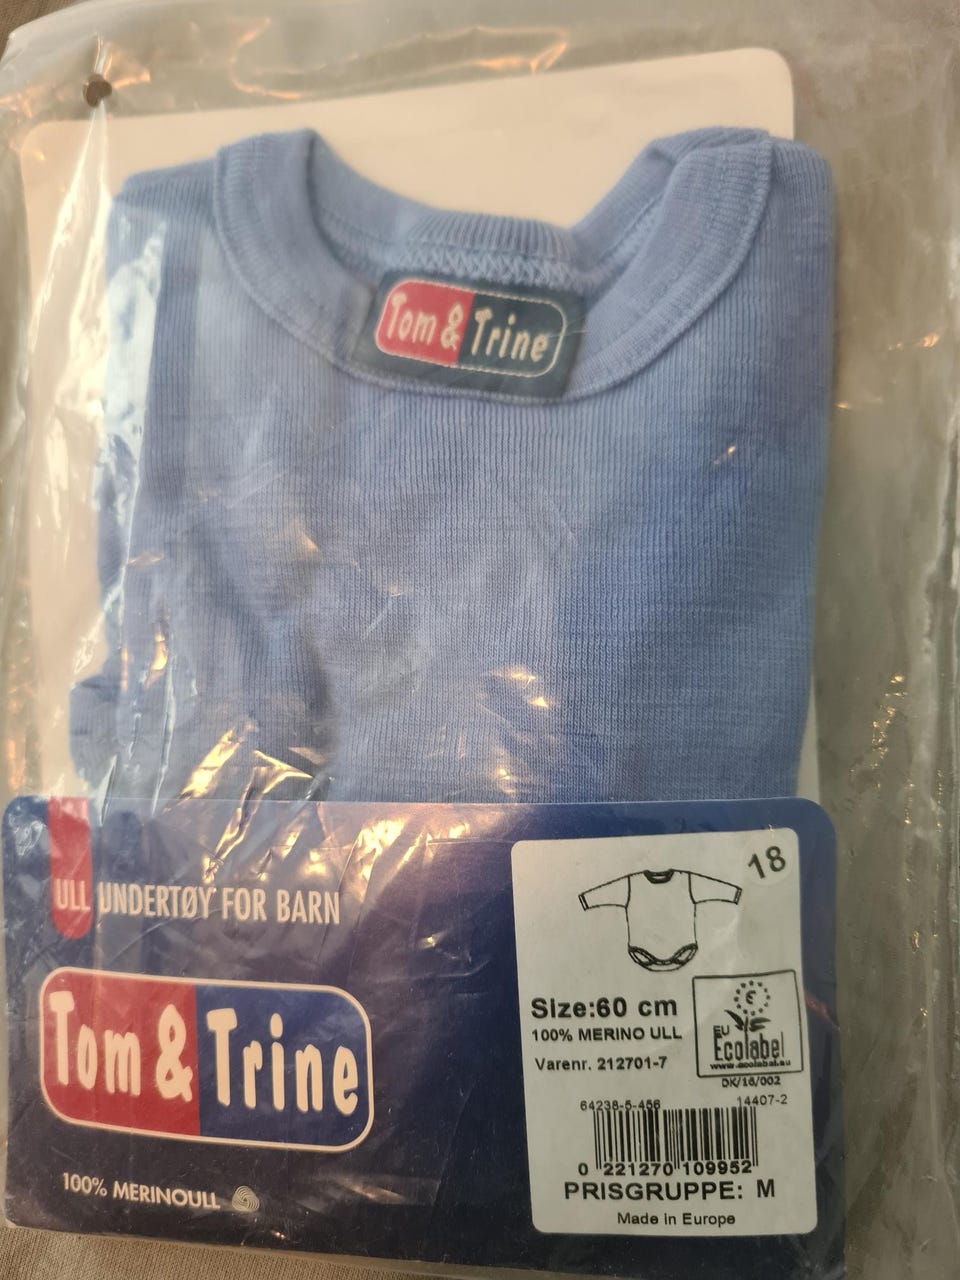 Tom & Trine
ULL UNDERTØY FOR BARN
Tom & Trine
100% MERINOULL
18
Size:60 cm
100% MERINO ULL
Varenr. 212701-7
EU
Ecolabel
www.ecolabel.eu
DK/16/002
64238-5-456 14407-2
0 221270 109952
PRISGRUPPE: M
Made in Europe